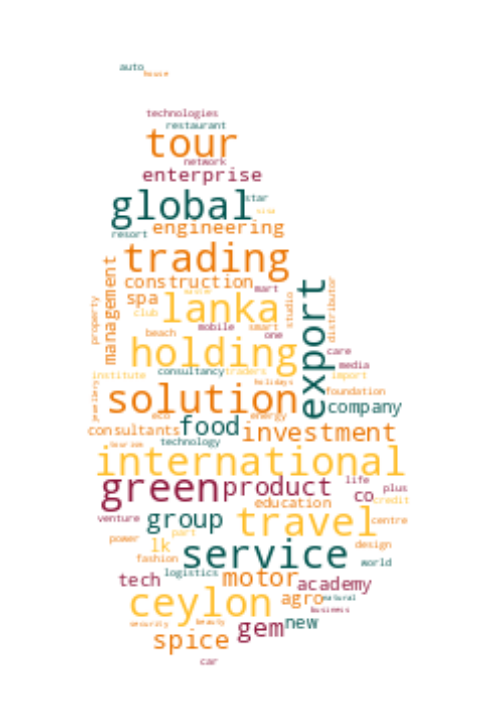 auto
house
technologies
restaurant
tour
network
enterprise
star
global
resort
engineering
trading
management
construction
spa
lanka
mart
club
export
distributor
property
studio
beach
mobile
smart
one
holding
care
media
institute
consultancy
traders
import
holidays
jewellery
solution
foundation
company
eco
energy
food
consultants
investment
tourism
technology
international
green
product
life
co
plus
education
credit
venture
group
travel
centre
power
part
lk
service
design
fashion
world
tech
logistics
motor
academy
ceylon
agro
natural
business
security
beauty
gem
new
spice
car